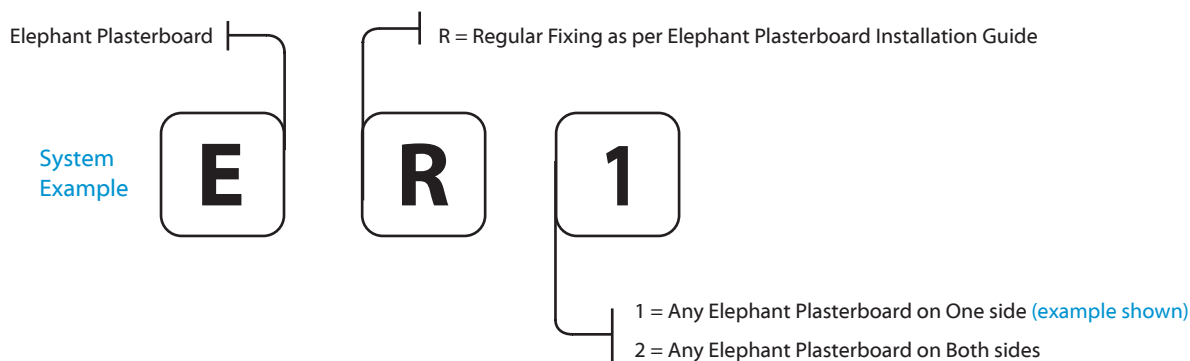 Elephant Plasterboard
R = Regular Fixing as per Elephant Plasterboard Installation Guide
System
Example
E R 1
1 = Any Elephant Plasterboard on One side (example shown)
2 = Any Elephant Plasterboard on Both sides